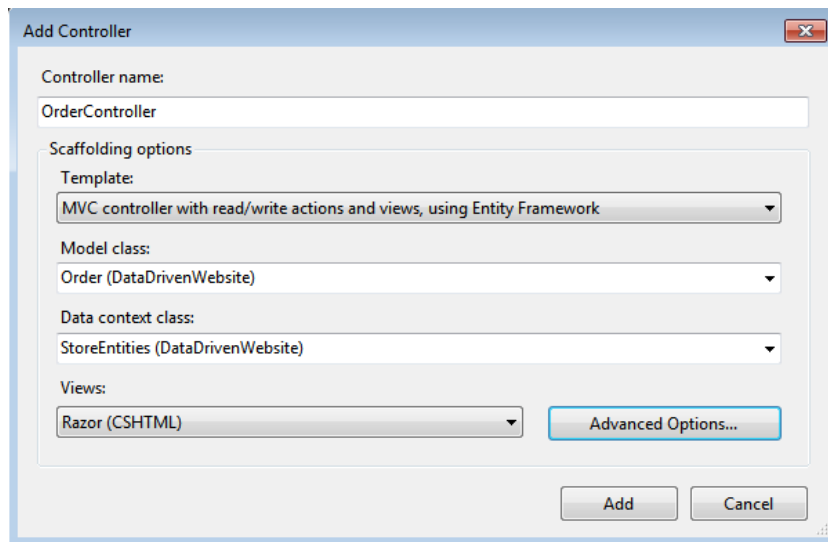 Add Controller
Controller name:
OrderController
Scaffolding options
Template:
MVC controller with read/write actions and views, using Entity Framework
Model class:
Order (DataDrivenWebsite)
Data context class:
StoreEntities (DataDrivenWebsite)
Views:
Razor (CSHTML)
Advanced Options...
Add
Cancel